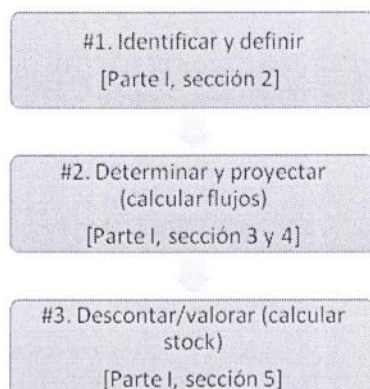 #1. Identificar y definir
[Parte I, sección 2]
#2. Determinar y proyectar
(calcular flujos)
[Parte I, sección 3 y 4]
#3. Descontar/valorar (calcular
stock)
[Parte I, sección 5]